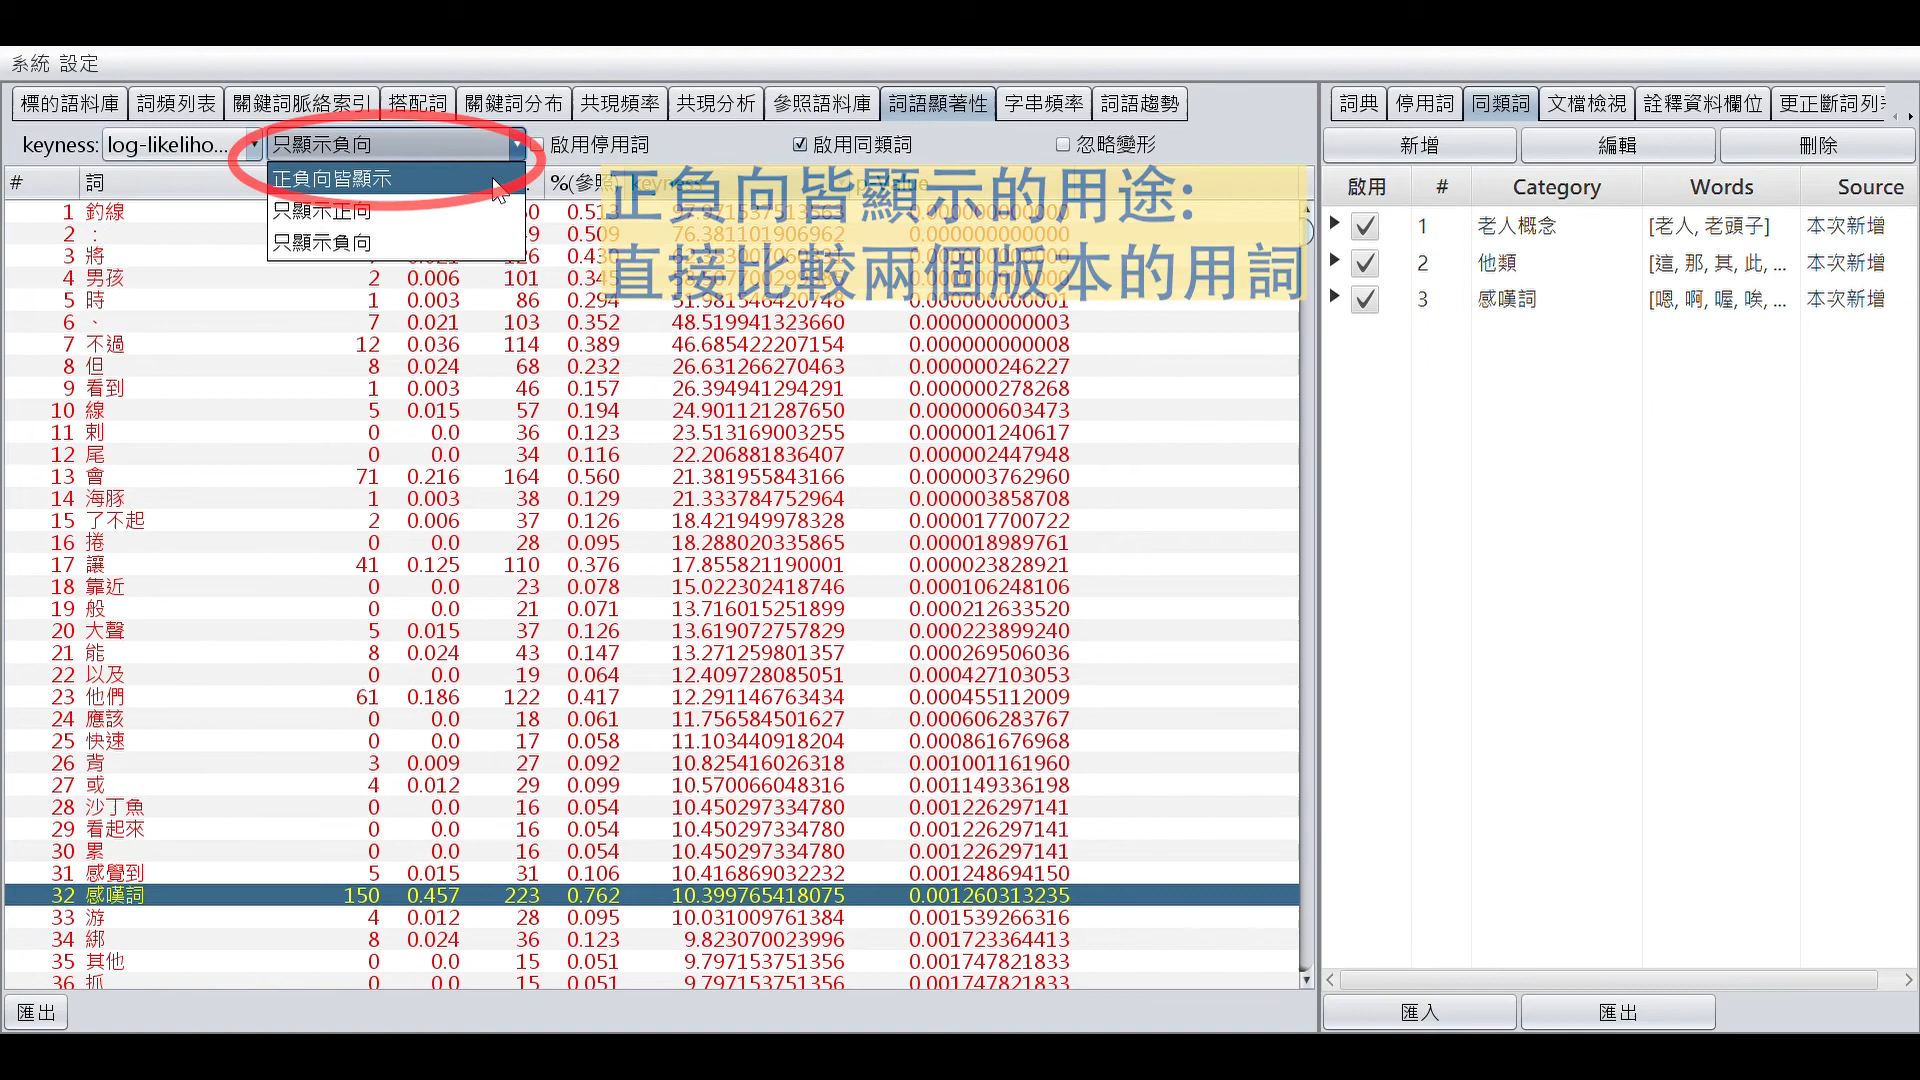 系統 設定
標的語料庫 詞頻列表 關鍵詞脈絡索引 搭配詞 關鍵詞分布 共現頻率 共現分析 參照語料庫 詞語顯著性 字串頻率 詞語趨勢
keyness: log-likeliho... 只顯示負向 啟用停用詞 啟用同類詞 忽略變形
正負向皆顯示
只顯示正向
只顯示負向
正負向皆顯示的用途:
直接比較兩個版本的用詞
# 詞 %(參照)
1 釣線 0.513 97.971537513563
2 : 0.509 76.381101906962
3 將 126
4 男孩 2 0.006 101 0.345
5 時 1 0.003 86 0.294
6 、 7 0.021 103 0.352 48.519941323660 0.000000000003
7 不過 12 0.036 114 0.389 46.685422207154 0.000000000008
8 但 8 0.024 68 0.232 26.631266270463 0.000000246227
9 看到 1 0.003 46 0.157 26.394941294291 0.000000278268
10 線 5 0.015 57 0.194 24.901121287650 0.000000603473
11 剌 0 0.0 36 0.123 23.513169003255 0.000001240617
12 尾 0 0.0 34 0.116 22.206881836407 0.000002447948
13 會 71 0.216 164 0.560 21.381955843166 0.000003762960
14 海豚 1 0.003 38 0.129 21.333784752964 0.000003858708
15 了不起 2 0.006 37 0.126 18.421949978328 0.000017700722
16 捲 0 0.0 28 0.095 18.288020335865 0.000018989761
17 讓 41 0.125 110 0.376 17.855821190001 0.000023828921
18 靠近 0 0.0 23 0.078 15.022302418746 0.000106248106
19 般 0 0.0 21 0.071 13.716015251899 0.000212633520
20 大聲 5 0.015 37 0.126 13.619072757829 0.000223899240
21 能 8 0.024 43 0.147 13.271259801357 0.000269506036
22 以及 0 0.0 19 0.064 12.409728085051 0.000427103053
23 他們 61 0.186 122 0.417 12.291146763434 0.000455112009
24 應該 0 0.0 18 0.061 11.756584501627 0.000606283767
25 快速 0 0.0 17 0.058 11.103440918204 0.000861676968
26 背 3 0.009 27 0.092 10.825416026318 0.001001161960
27 或 4 0.012 29 0.099 10.570066048316 0.001149336198
28 沙丁魚 0 0.0 16 0.054 10.450297334780 0.001226297141
29 看起來 0 0.0 16 0.054 10.450297334780 0.001226297141
30 累 0 0.0 16 0.054 10.450297334780 0.001226297141
31 感覺到 5 0.015 31 0.106 10.416869032232 0.001248694150
32 感嘆詞 150 0.457 223 0.762 10.399765418075 0.001260313235
33 游 4 0.012 28 0.095 10.031009761384 0.001539266316
34 綁 8 0.024 36 0.123 9.823070023996 0.001723364413
35 其他 0 0.0 15 0.051 9.797153751356 0.001747821833
36 抓 0 0.0 15 0.051 9.797153751356 0.001747821833
匯出
詞典 停用詞 同類詞 文檔檢視 詮釋資料欄位 更正斷詞列
新增 編輯 刪除
啟用 # Category Words Source
1 老人概念 [老人, 老頭子] 本次新增
2 他類 [這, 那, 其, 此, ... 本次新增
3 感嘆詞 [嗯, 啊, 喔, 唉, ... 本次新增
匯入 匯出